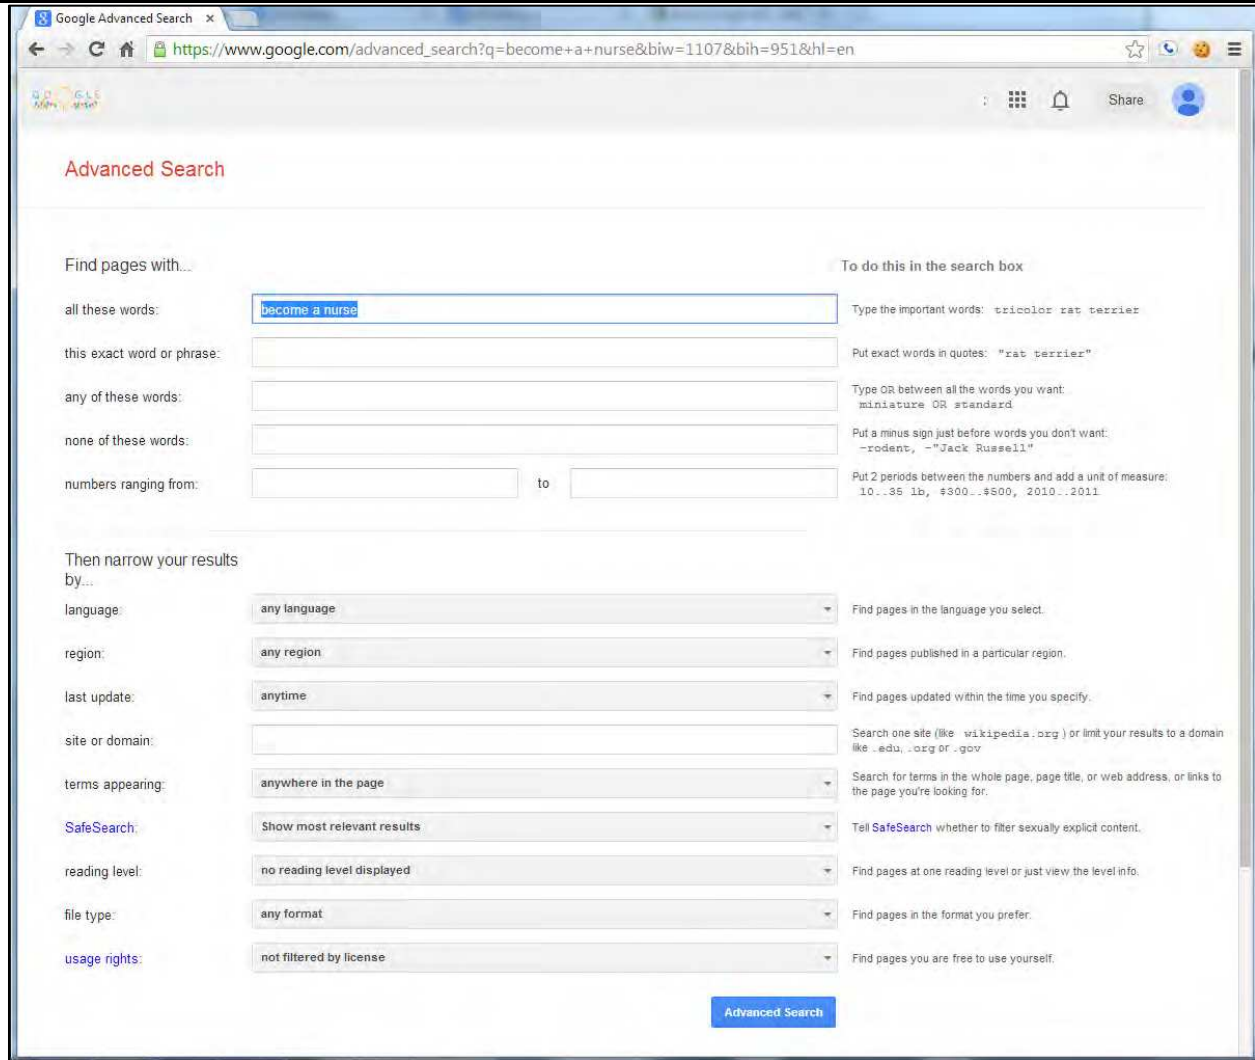 Google Advanced Search ×
https://www.google.com/advanced_search?q=become+a+nurse&biw=1107&bih=951&hl=en
Share
Advanced Search
Find pages with...
To do this in the search box
all these words:
become a nurse
Type the important words: tricolor rat terrier
this exact word or phrase:
Put exact words in quotes: "rat terrier"
any of these words:
Type OR between all the words you want:
miniature OR standard
none of these words:
Put a minus sign just before words you don't want:
-rodent, -"Jack Russell"
numbers ranging from:
to
Put 2 periods between the numbers and add a unit of measure:
10..35 lb, $300..$500, 2010..2011
Then narrow your results
by...
language:
any language
Find pages in the language you select.
region:
any region
Find pages published in a particular region.
last update:
anytime
Find pages updated within the time you specify.
site or domain:
Search one site (like wikipedia.org ) or limit your results to a domain
like .edu, .org or .gov
terms appearing:
anywhere in the page
Search for terms in the whole page, page title, or web address, or links to
the page you're looking for.
SafeSearch:
Show most relevant results
Tell SafeSearch whether to filter sexually explicit content.
reading level:
no reading level displayed
Find pages at one reading level or just view the level info.
file type:
any format
Find pages in the format you prefer.
usage rights:
not filtered by license
Find pages you are free to use yourself.
Advanced Search